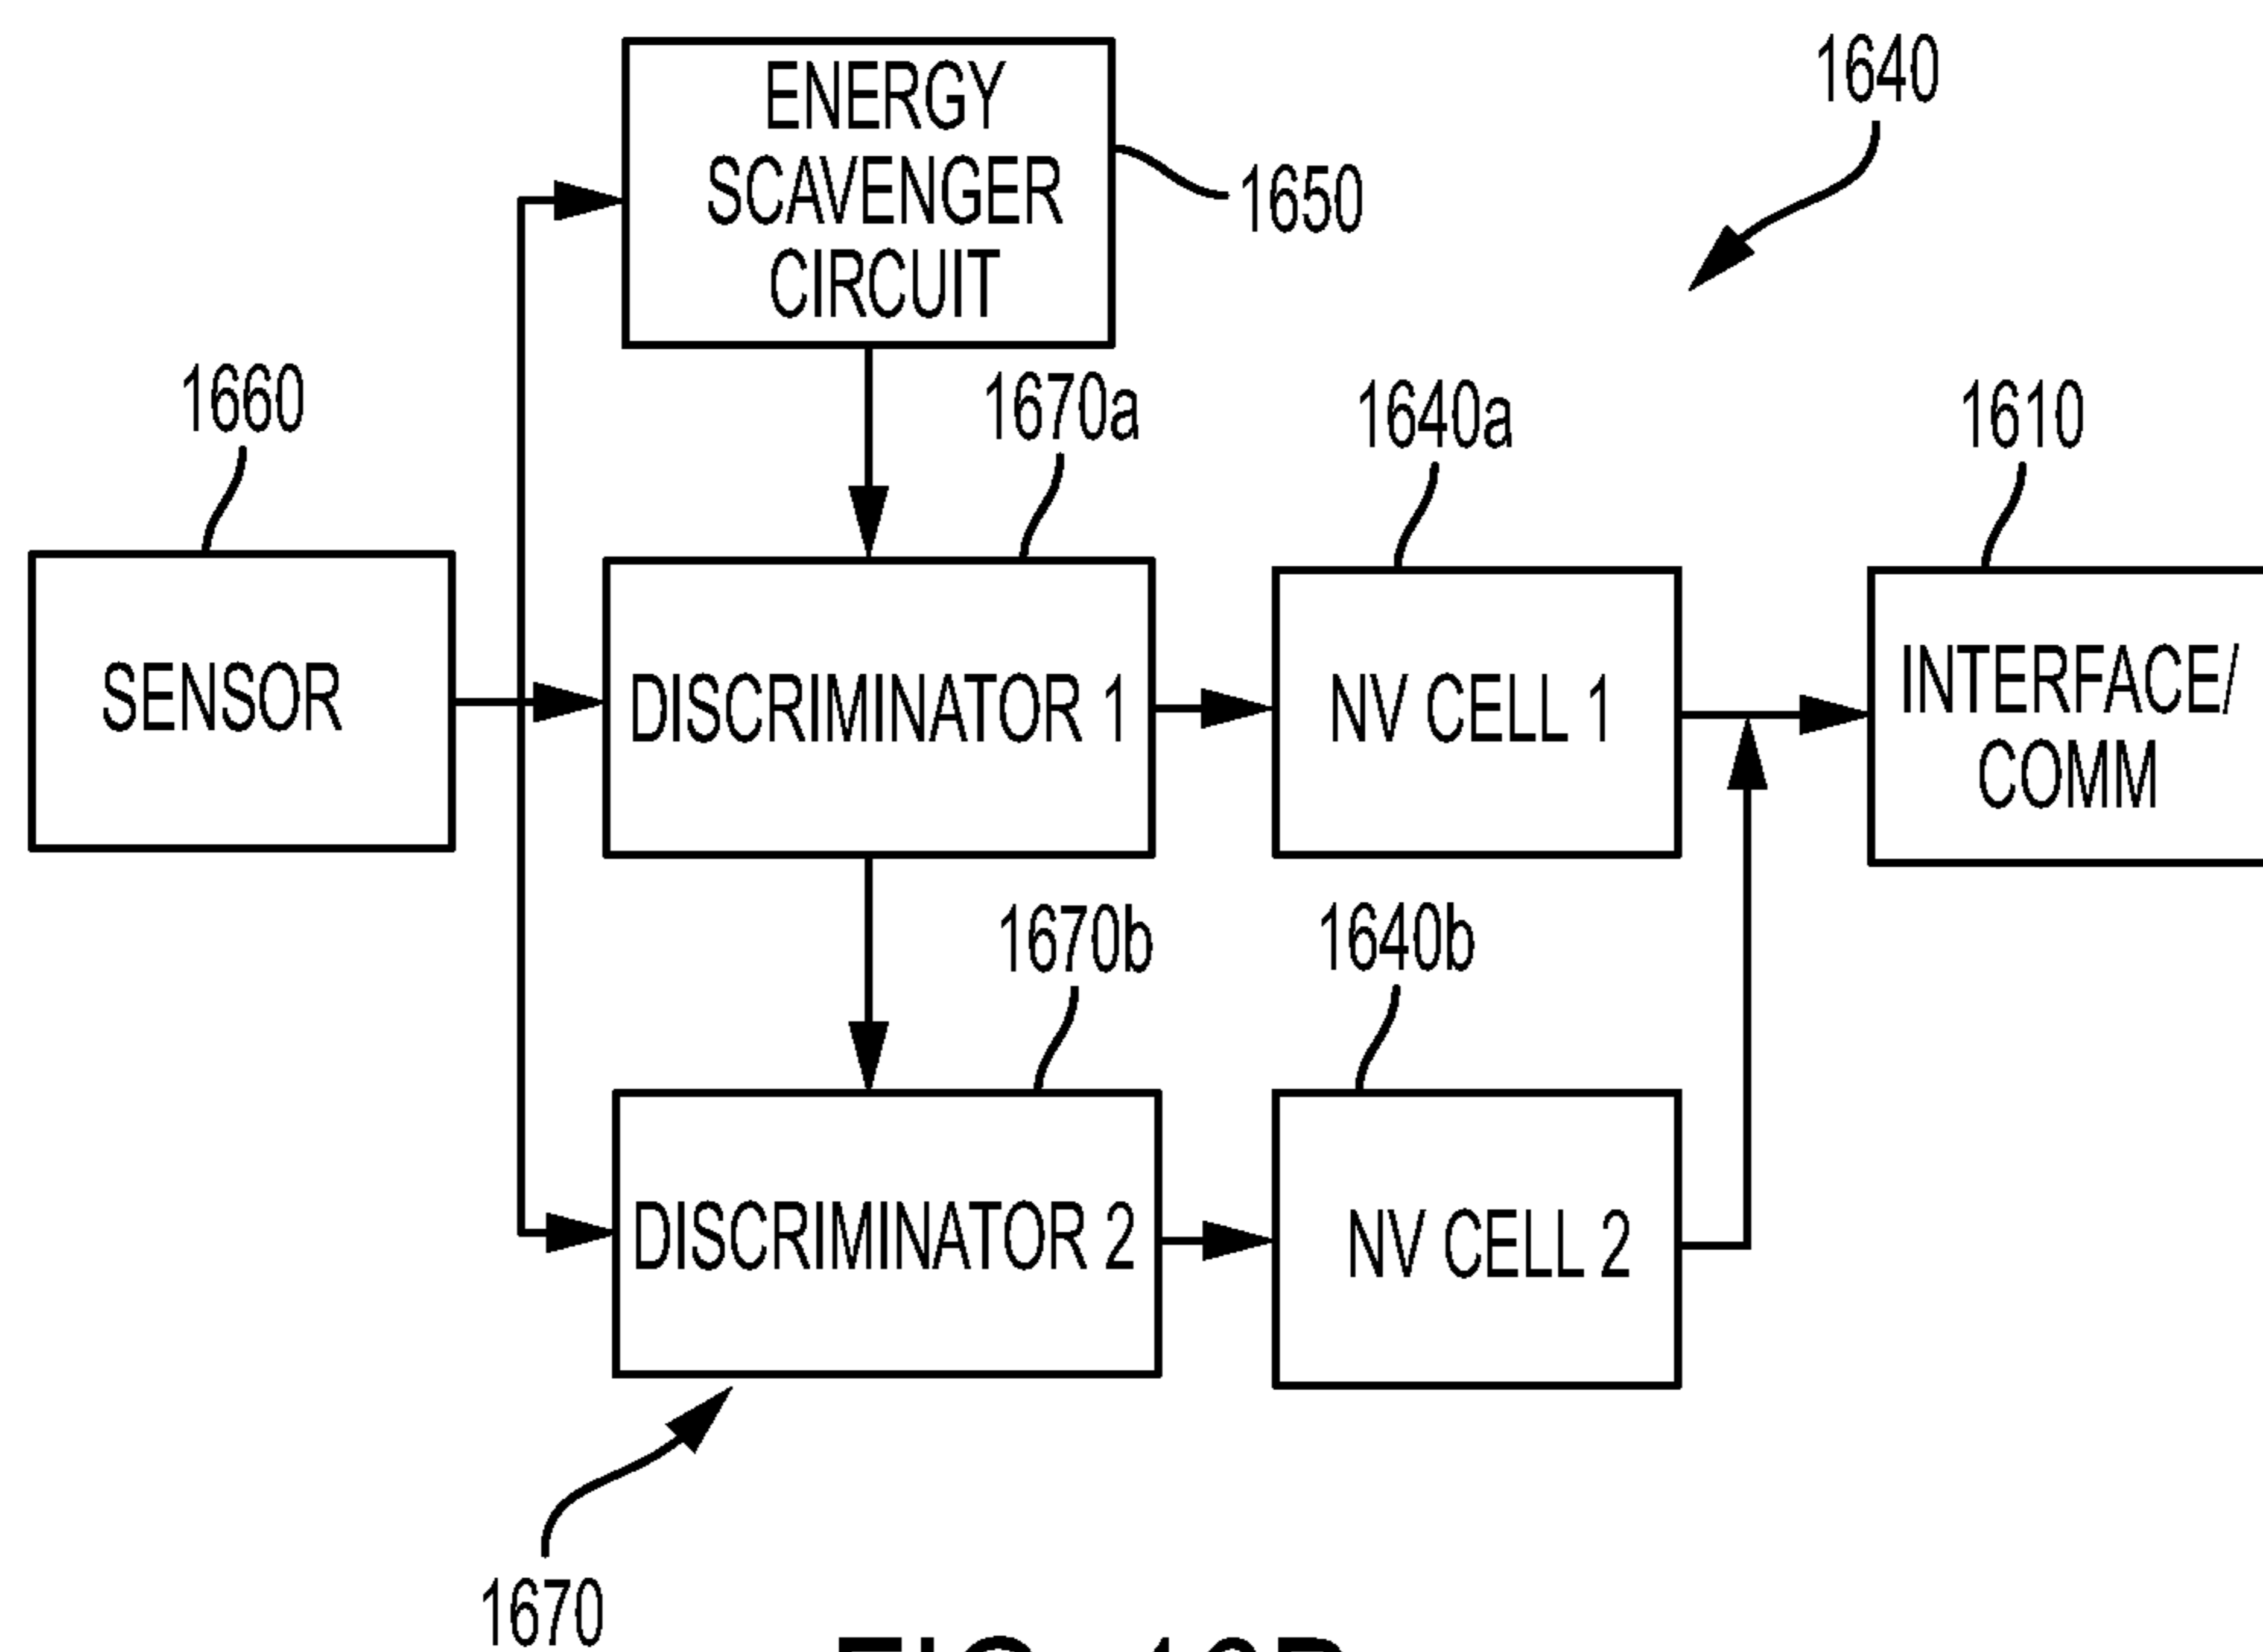 ENERGY
SCAVENGER
CIRCUIT
1650
1640
1660
SENSOR
1670a
DISCRIMINATOR 1
1640a
NV CELL 1
1610
INTERFACE/
COMM
1670b
DISCRIMINATOR 2
1640b
NV CELL 2
1670